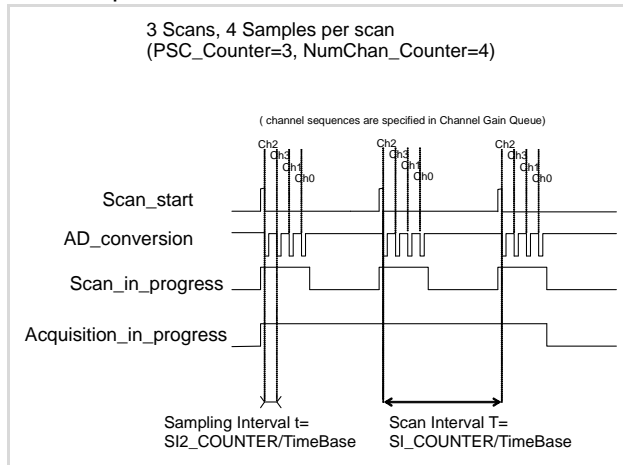 3 Scans, 4 Samples per scan
(PSC_Counter=3, NumChan_Counter=4)
( channel sequences are specified in Channel Gain Queue)
Ch2
Ch3
Ch1
Ch0
Ch2
Ch3
Ch1
Ch0
Ch2
Ch3
Ch1
Ch0
Scan_start
AD_conversion
Scan_in_progress
Acquisition_in_progress
Sampling Interval t=
SI2_COUNTER/TimeBase
Scan Interval T=
SI_COUNTER/TimeBase